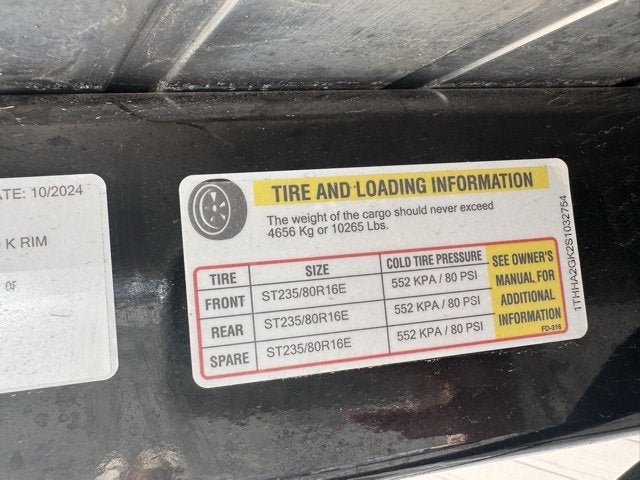 ATE: 10/2024
K RIM
OF
TIRE AND LOADING INFORMATION
The weight of the cargo should never exceed
4656 Kg or 10265 Lbs.
TIRE SIZE COLD TIRE PRESSURE
FRONT ST235/80R16E 552 KPA / 80 PSI
REAR ST235/80R16E 552 KPA / 80 PSI
SPARE ST235/80R16E 552 KPA / 80 PSI
SEE OWNER'S
MANUAL FOR
ADDITIONAL
INFORMATION
FD-316
1THHA2GK2S1032754